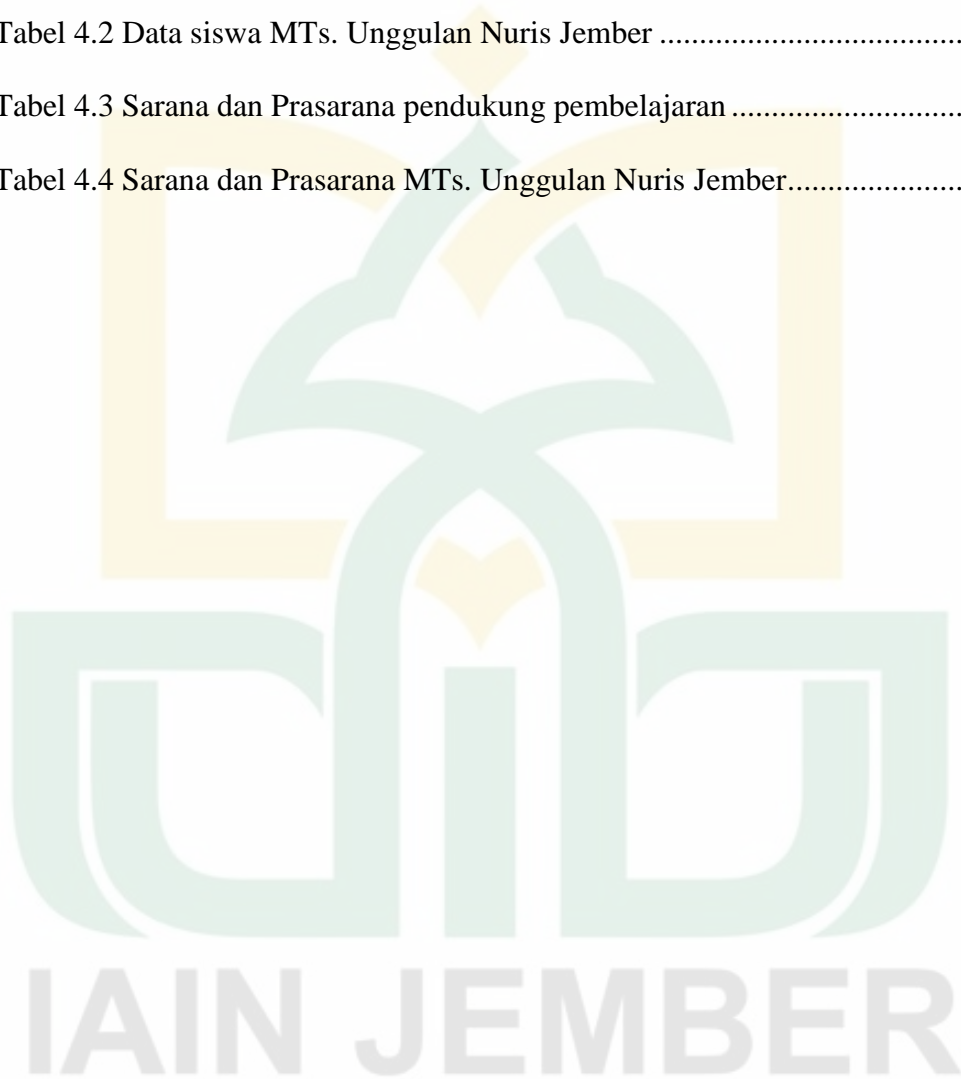 Tabel 4.2 Data siswa MTs. Unggulan Nuris Jember ......................................
Tabel 4.3 Sarana dan Prasarana pendukung pembelajaran .............................
Tabel 4.4 Sarana dan Prasarana MTs. Unggulan Nuris Jember......................
IAIN JEMBER